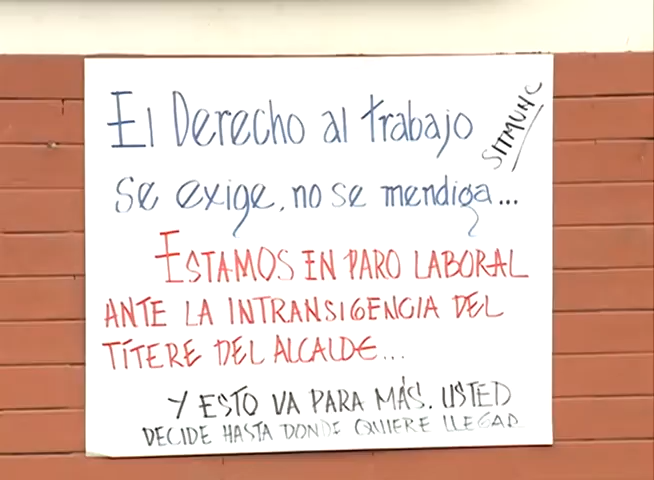 El Derecho al trabajo
SITMUNC
se exige, no se mendiga...
ESTAMOS EN PARO LABORAL
ANTE LA INTRANSIGENCIA DEL
TÍTERE DEL ALCALDE...
Y ESTO VA PARA MÁS. USTED
DECIDE HASTA DONDE QUIERE LLEGAR